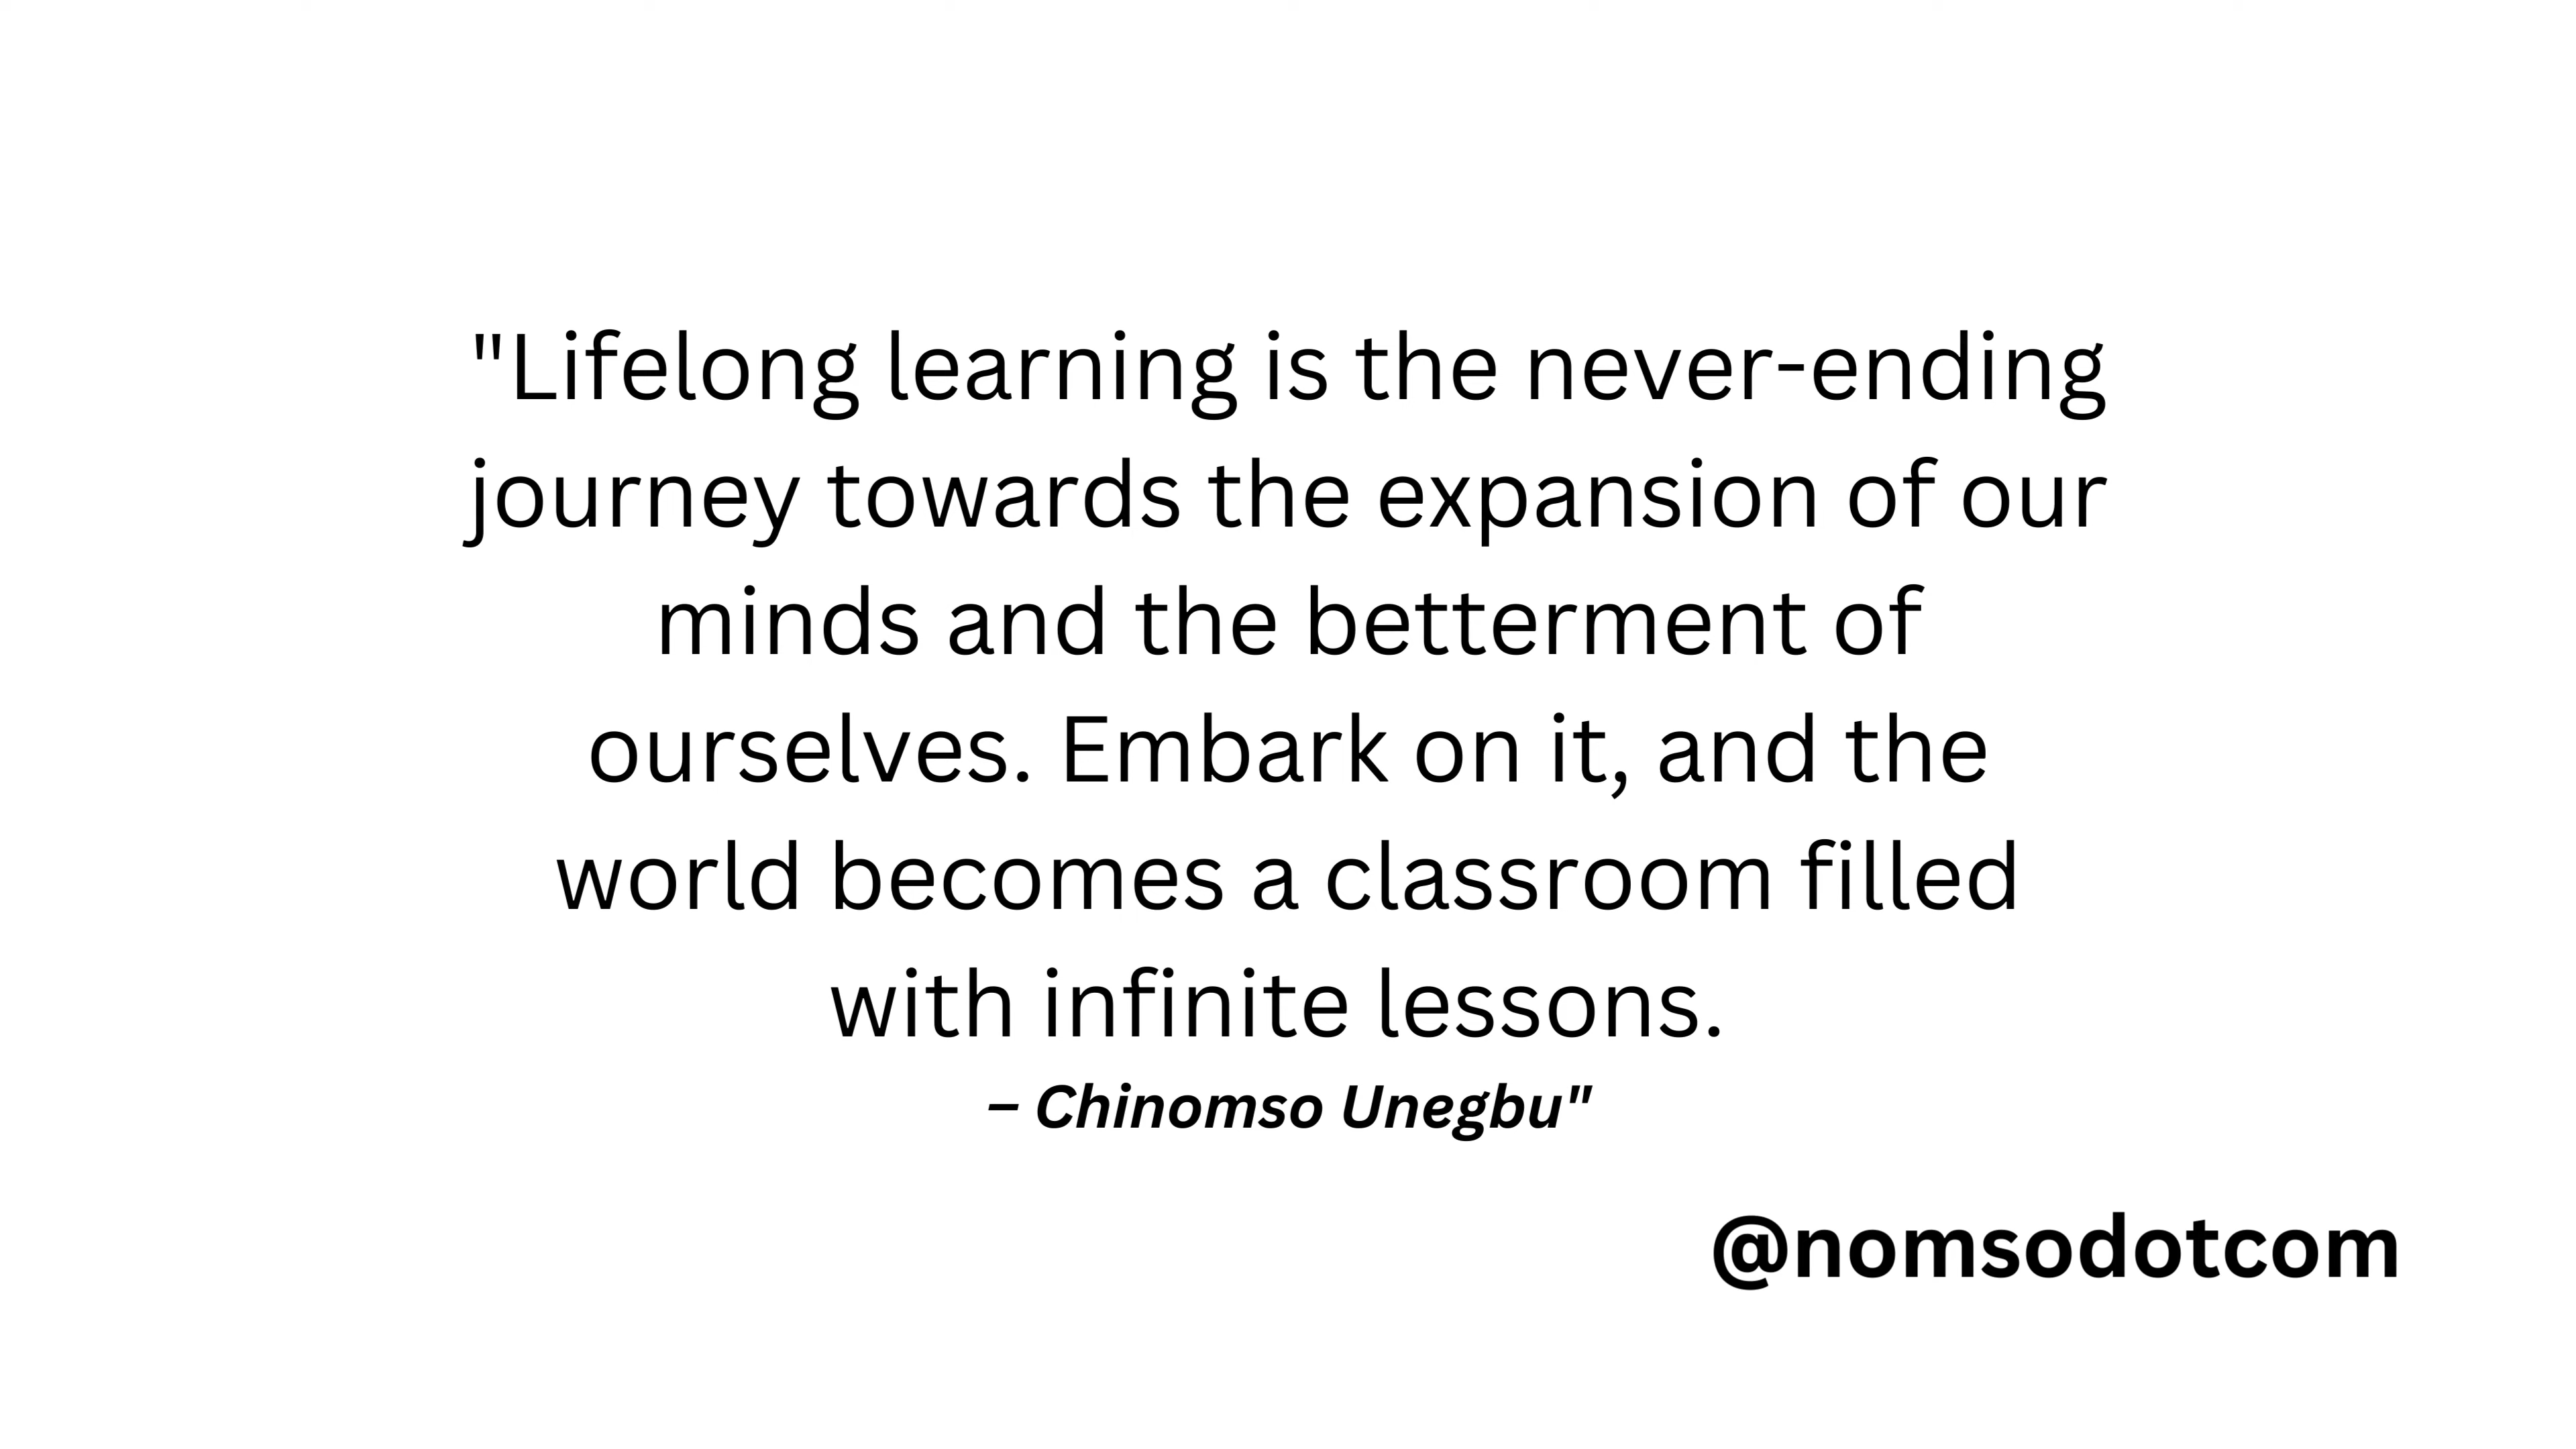 "Lifelong learning is the never-ending
journey towards the expansion of our
minds and the betterment of
ourselves. Embark on it, and the
world becomes a classroom filled
with infinite lessons.
– Chinomso Unegbu"
@nomsodotcom